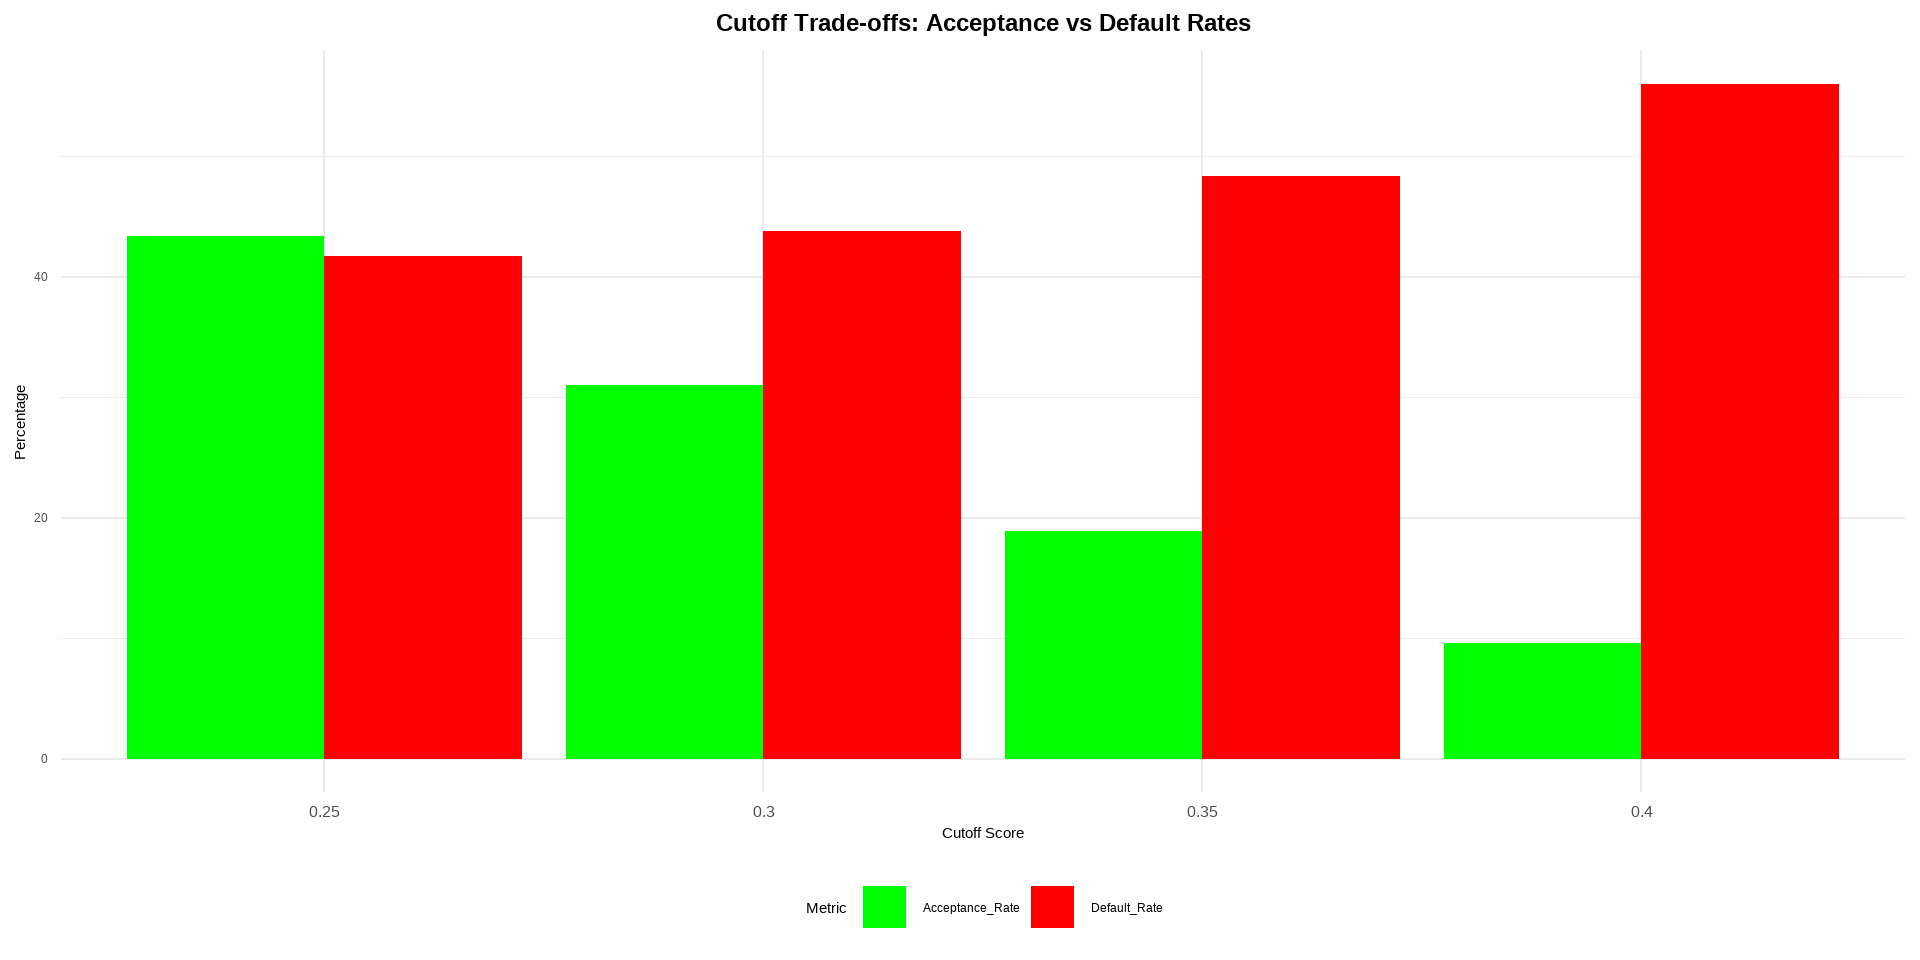 Cutoff Trade-offs: Acceptance vs Default Rates
Percentage
40
20
0
0.25 0.3 0.35 0.4
Cutoff Score
Metric Acceptance_Rate Default_Rate